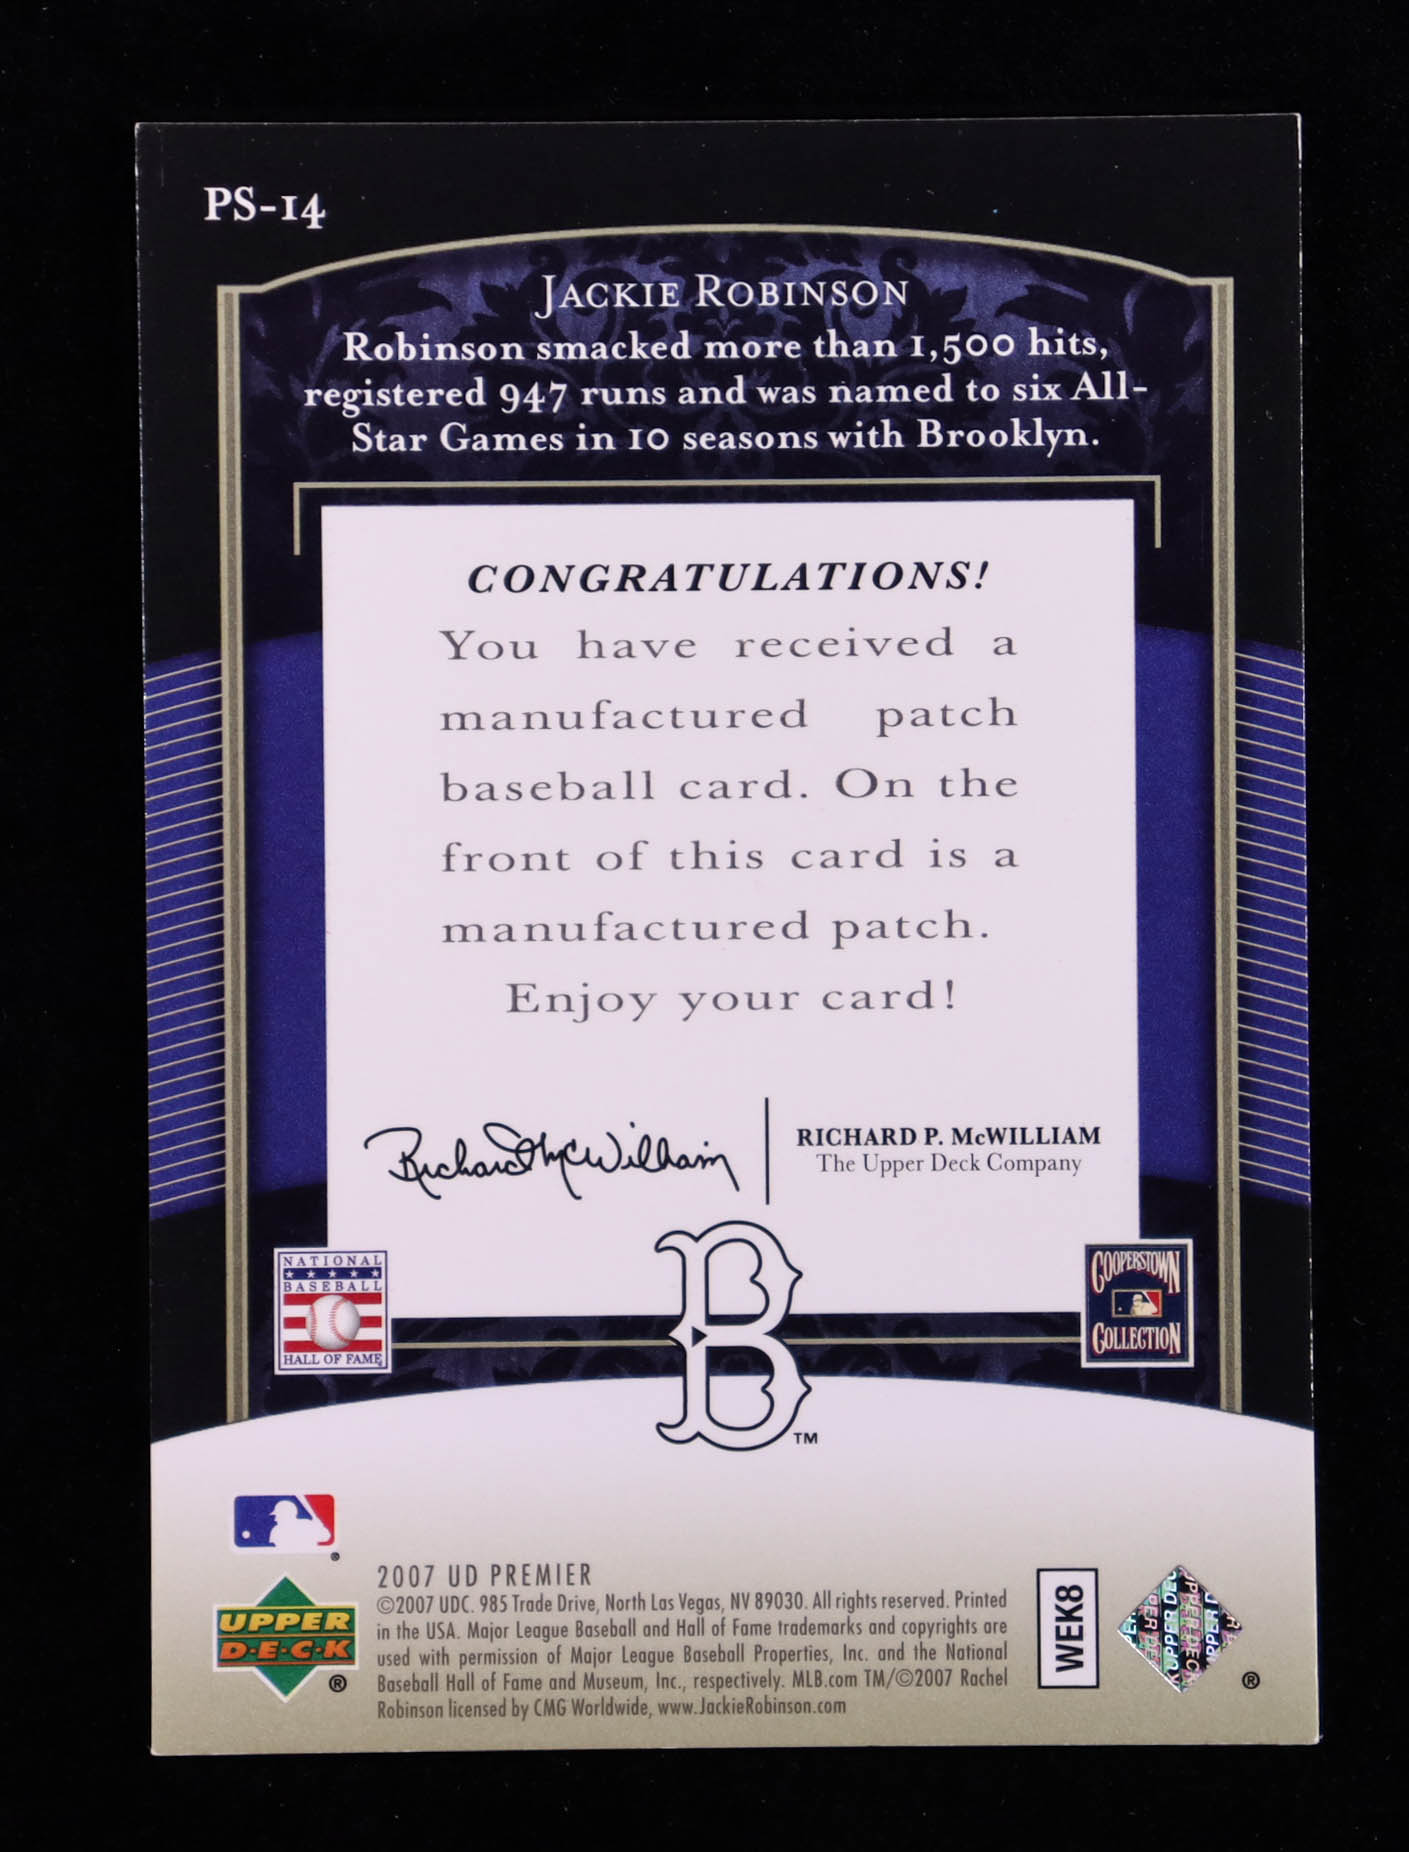 PS-14
JACKIE ROBINSON
Robinson smacked more than 1,500 hits,
registered 947 runs and was named to six All-
Star Games in 10 seasons with Brooklyn.
CONGRATULATIONS!
You have received a
manufactured patch
baseball card. On the
front of this card is a
manufactured patch.
Enjoy your card!
Richard McWilliam
RICHARD P. McWILLIAM
The Upper Deck Company
NATIONAL
BASEBALL
HALL OF FAME
B
TM
COOPERSTOWN
COLLECTION
®
UPPER
D·E·C·K
®
2007 UD PREMIER
©2007 UDC. 985 Trade Drive, North Las Vegas, NV 89030. All rights reserved. Printed
in the USA. Major League Baseball and Hall of Fame trademarks and copyrights are
used with permission of Major League Baseball Properties, Inc. and the National
Baseball Hall of Fame and Museum, Inc., respectively. MLB.com TM/©2007 Rachel
Robinson licensed by CMG Worldwide, www.JackieRobinson.com
WEK8
UPPER DEC
®